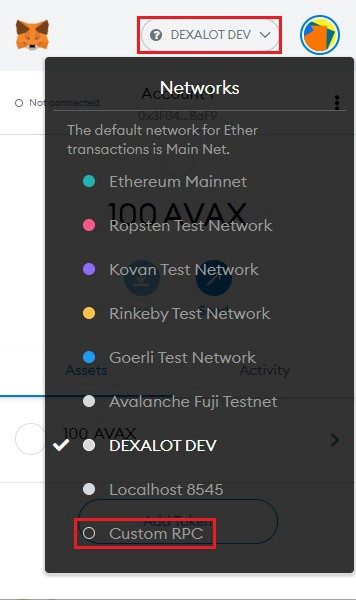 DEXALOT DEV
Networks
Not connected
Account 1
0x3F04...8aF9
The default network for Ether
transactions is Main Net.
Ethereum Mainnet
100 AVAX
Ropsten Test Network
Kovan Test Network
Rinkeby Test Network
Goerli Test Network
Assets
Activity
Avalanche Fuji Testnet
100 AVAX
DEXALOT DEV
Localhost 8545
Add Token
Custom RPC